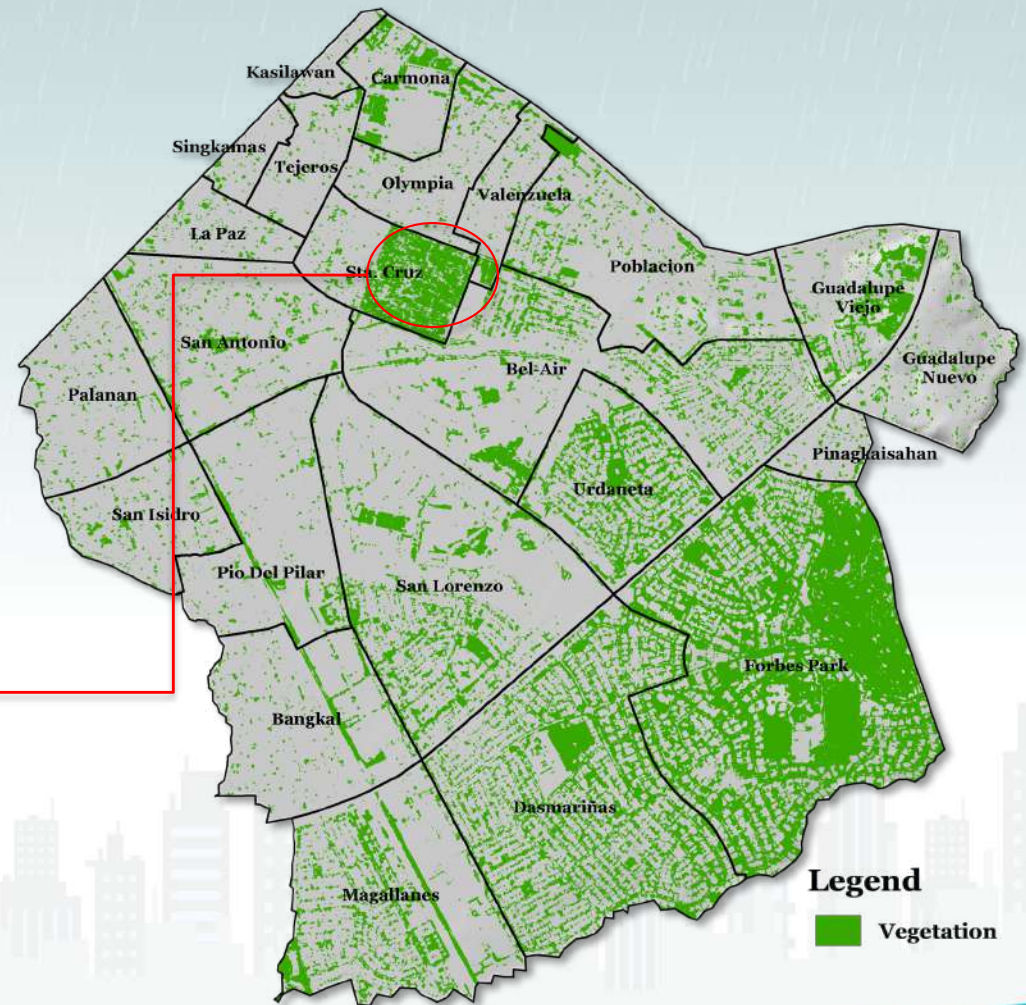 Kasilawan
Carmona
Singkamas
Tejeros
Olympia
Valenzuela
La Paz
Sta. Cruz
Poblacion
Guadalupe
Viejo
San Antonio
Bel-Air
Guadalupe
Nuevo
Palanan
Pinagkaisahan
Urdaneta
San Isidro
Pio Del Pilar
San Lorenzo
Forbes Park
Bangkal
Dasmariñas
Magallanes
Legend
Vegetation